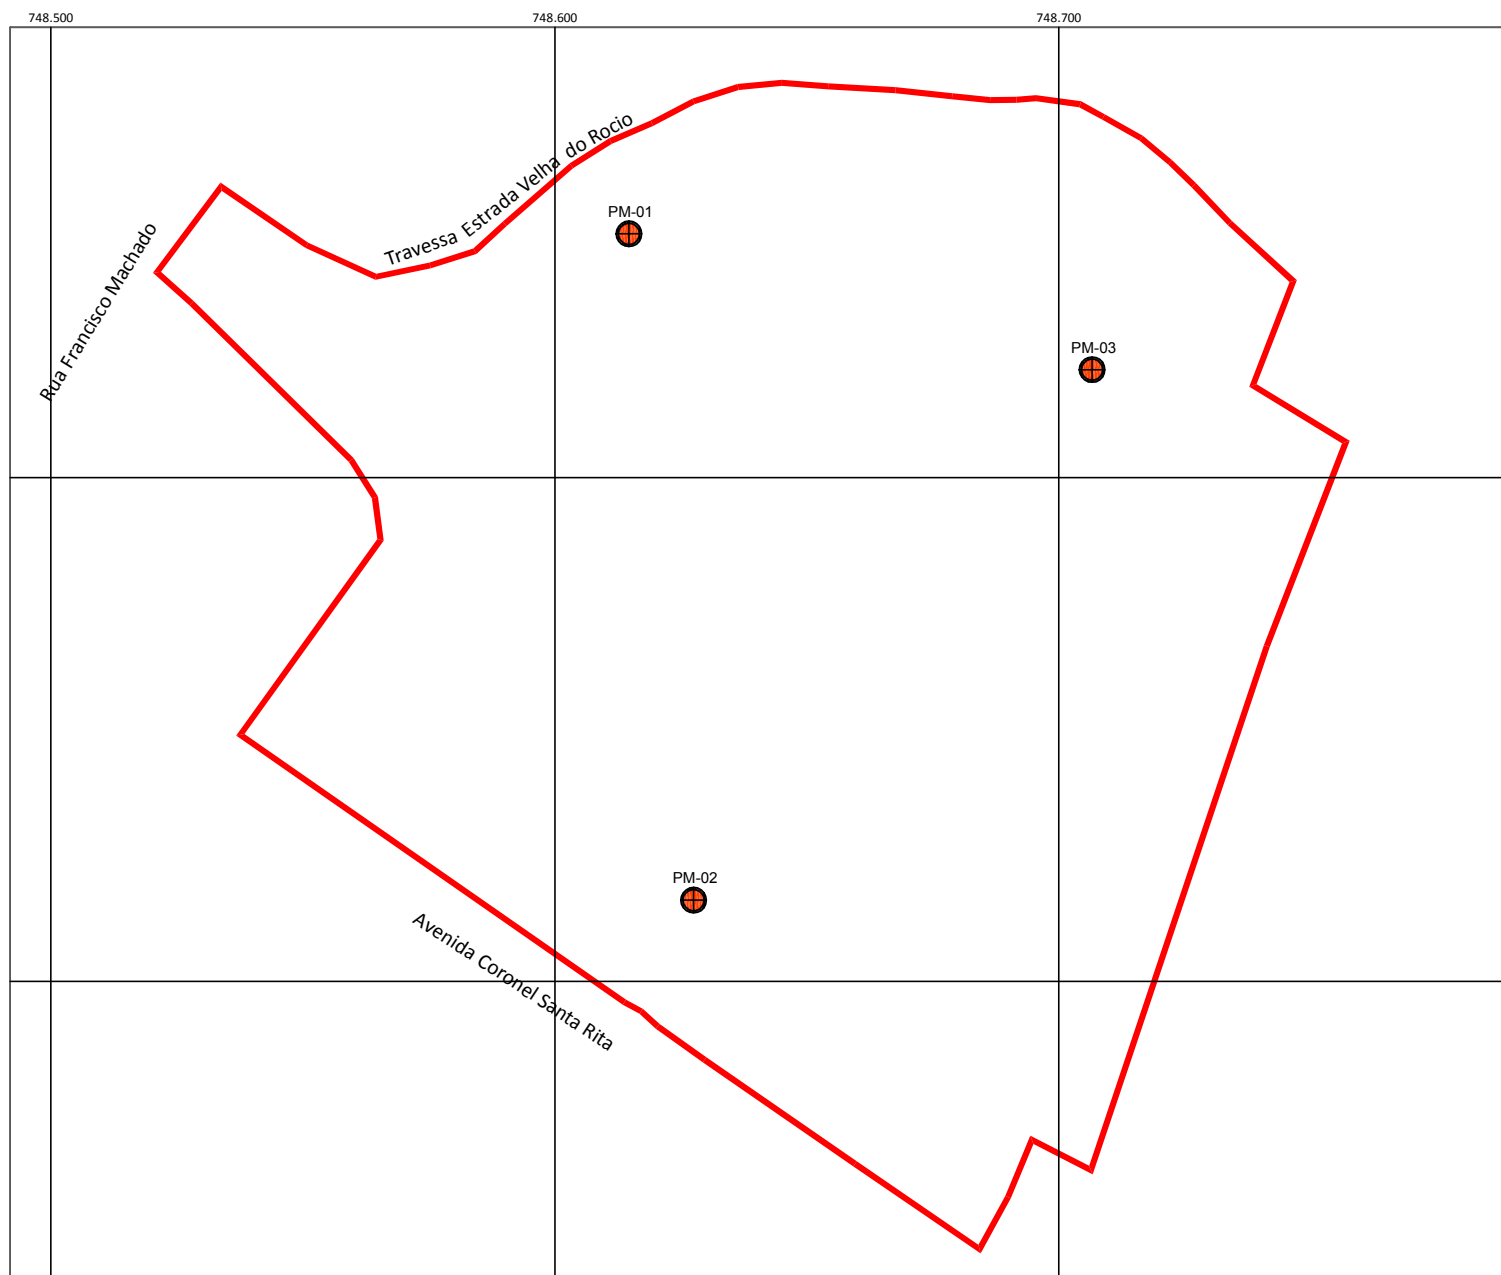 748.500
748.600
748.700
Travessa Estrada Velha do Rocio
PM-01
Rua Francisco Machado
PM-03
PM-02
Avenida Coronel Santa Rita